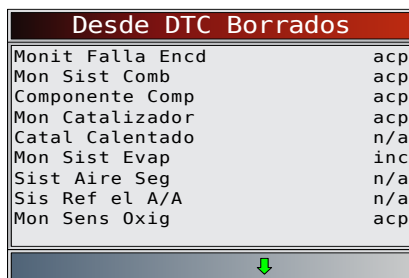 Desde DTC Borrados
Monit Falla Encd acp
Mon Sist Comb acp
Componente Comp acp
Mon Catalizador acp
Catal Calentado n/a
Mon Sist Evap inc
Sist Aire Seg n/a
Sis Ref el A/A n/a
Mon Sens Oxig acp